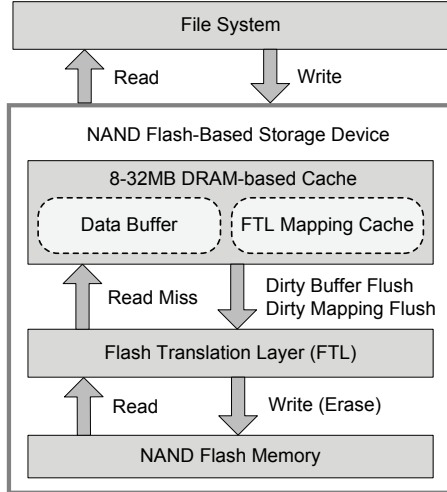 File System
Read
Write
NAND Flash-Based Storage Device
8-32MB DRAM-based Cache
Data Buffer
FTL Mapping Cache
Read Miss
Dirty Buffer Flush
Dirty Mapping Flush
Flash Translation Layer (FTL)
Read
Write (Erase)
NAND Flash Memory